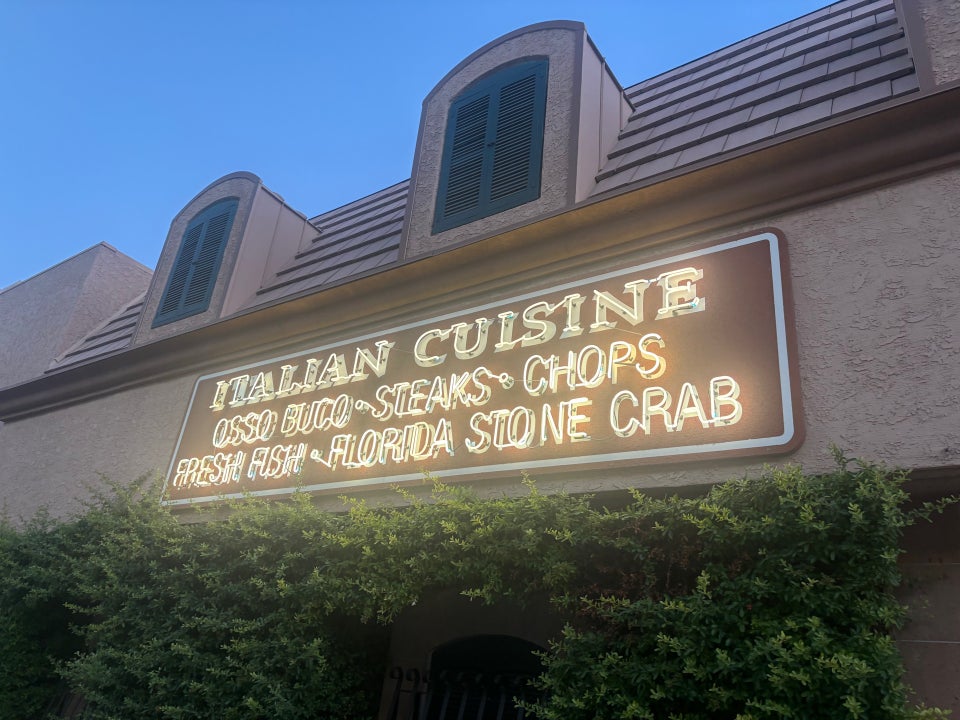 ITALIAN CUISINE
OSSO BUCO • STEAKS • CHOPS
FRESH FISH • FLORIDA STONE CRAB